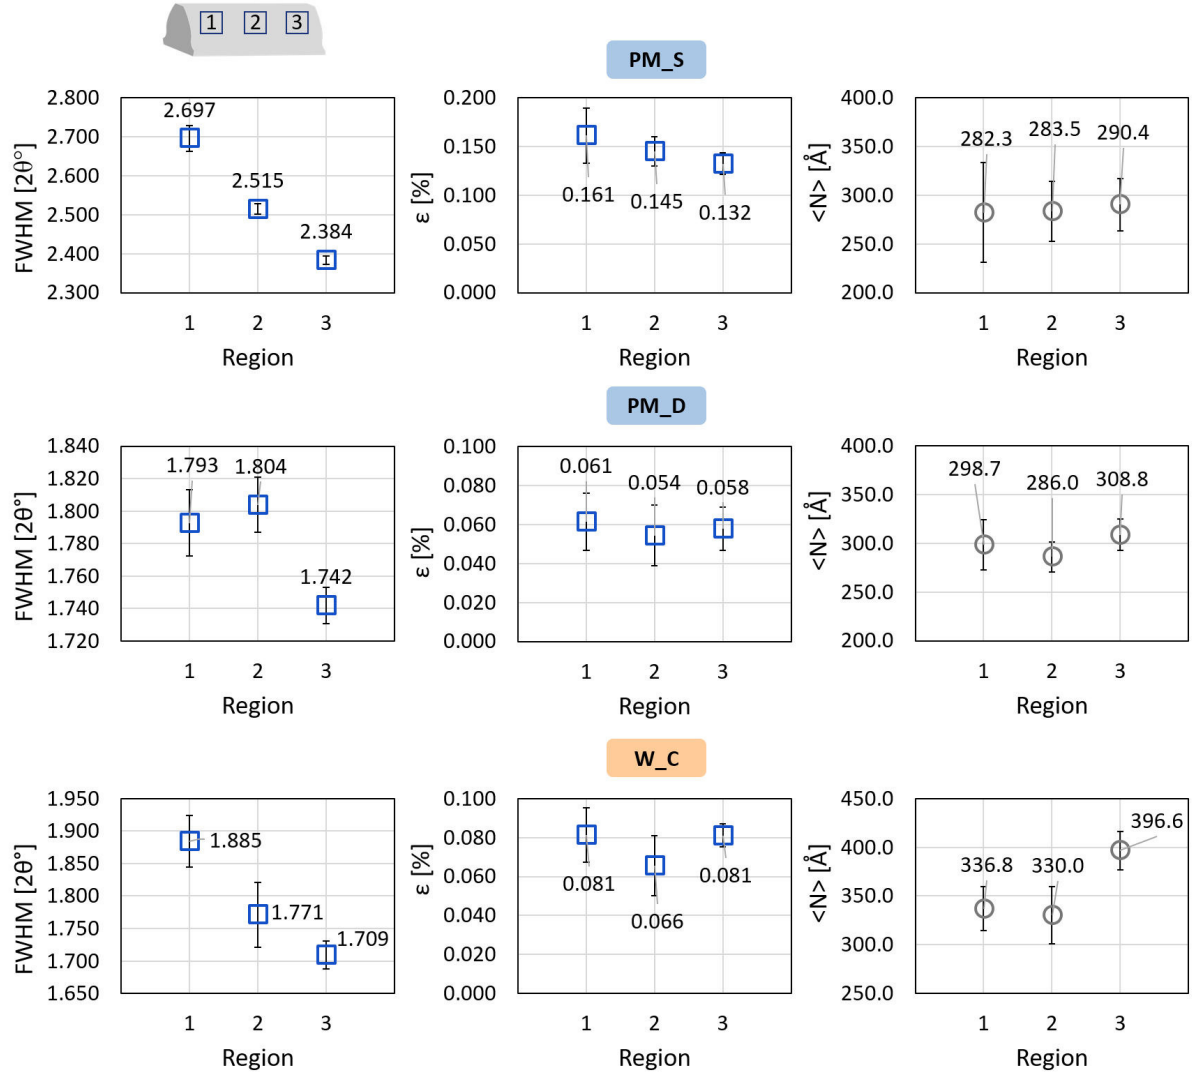 1 2 3
PM_S
FWHM [2θ°]
2.800
2.700
2.600
2.500
2.400
2.300
2.697
2.515
2.384
1 2 3
Region
ε [%]
0.200
0.150
0.100
0.050
0.000
0.161
0.145
0.132
1 2 3
Region
<N> [Å]
400.0
350.0
300.0
250.0
200.0
282.3
283.5
290.4
1 2 3
Region
PM_D
FWHM [2θ°]
1.840
1.820
1.800
1.780
1.760
1.740
1.720
1.793
1.804
1.742
1 2 3
Region
ε [%]
0.100
0.080
0.060
0.040
0.020
0.000
0.061
0.054
0.058
1 2 3
Region
<N> [Å]
400.0
350.0
300.0
250.0
200.0
298.7
286.0
308.8
1 2 3
Region
W_C
FWHM [2θ°]
1.950
1.900
1.850
1.800
1.750
1.700
1.650
1.885
1.771
1.709
1 2 3
Region
ε [%]
0.100
0.080
0.060
0.040
0.020
0.000
0.081
0.066
0.081
1 2 3
Region
<N> [Å]
450.0
400.0
350.0
300.0
250.0
336.8
330.0
396.6
1 2 3
Region